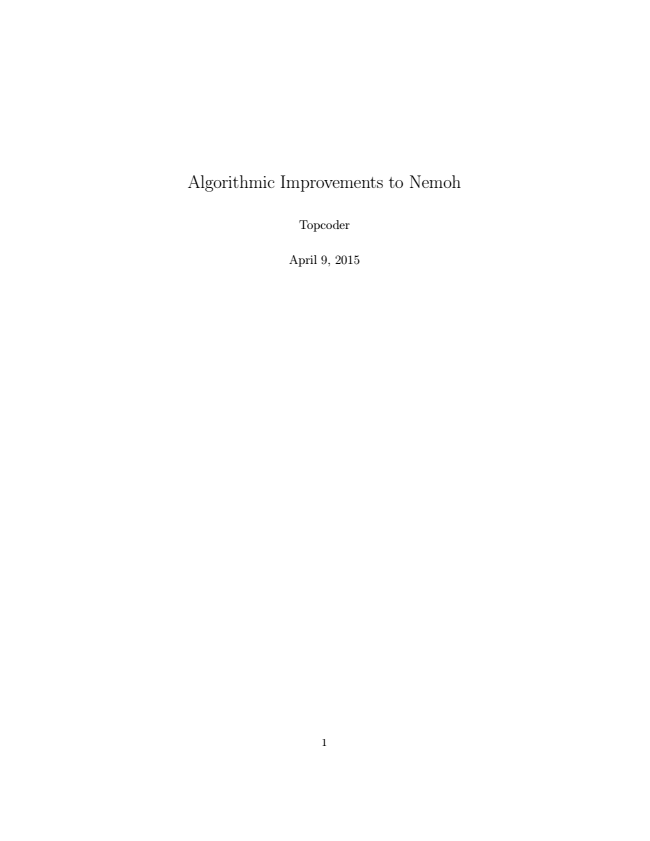 Algorithmic Improvements to Nemoh
Topcoder
April 9, 2015
1